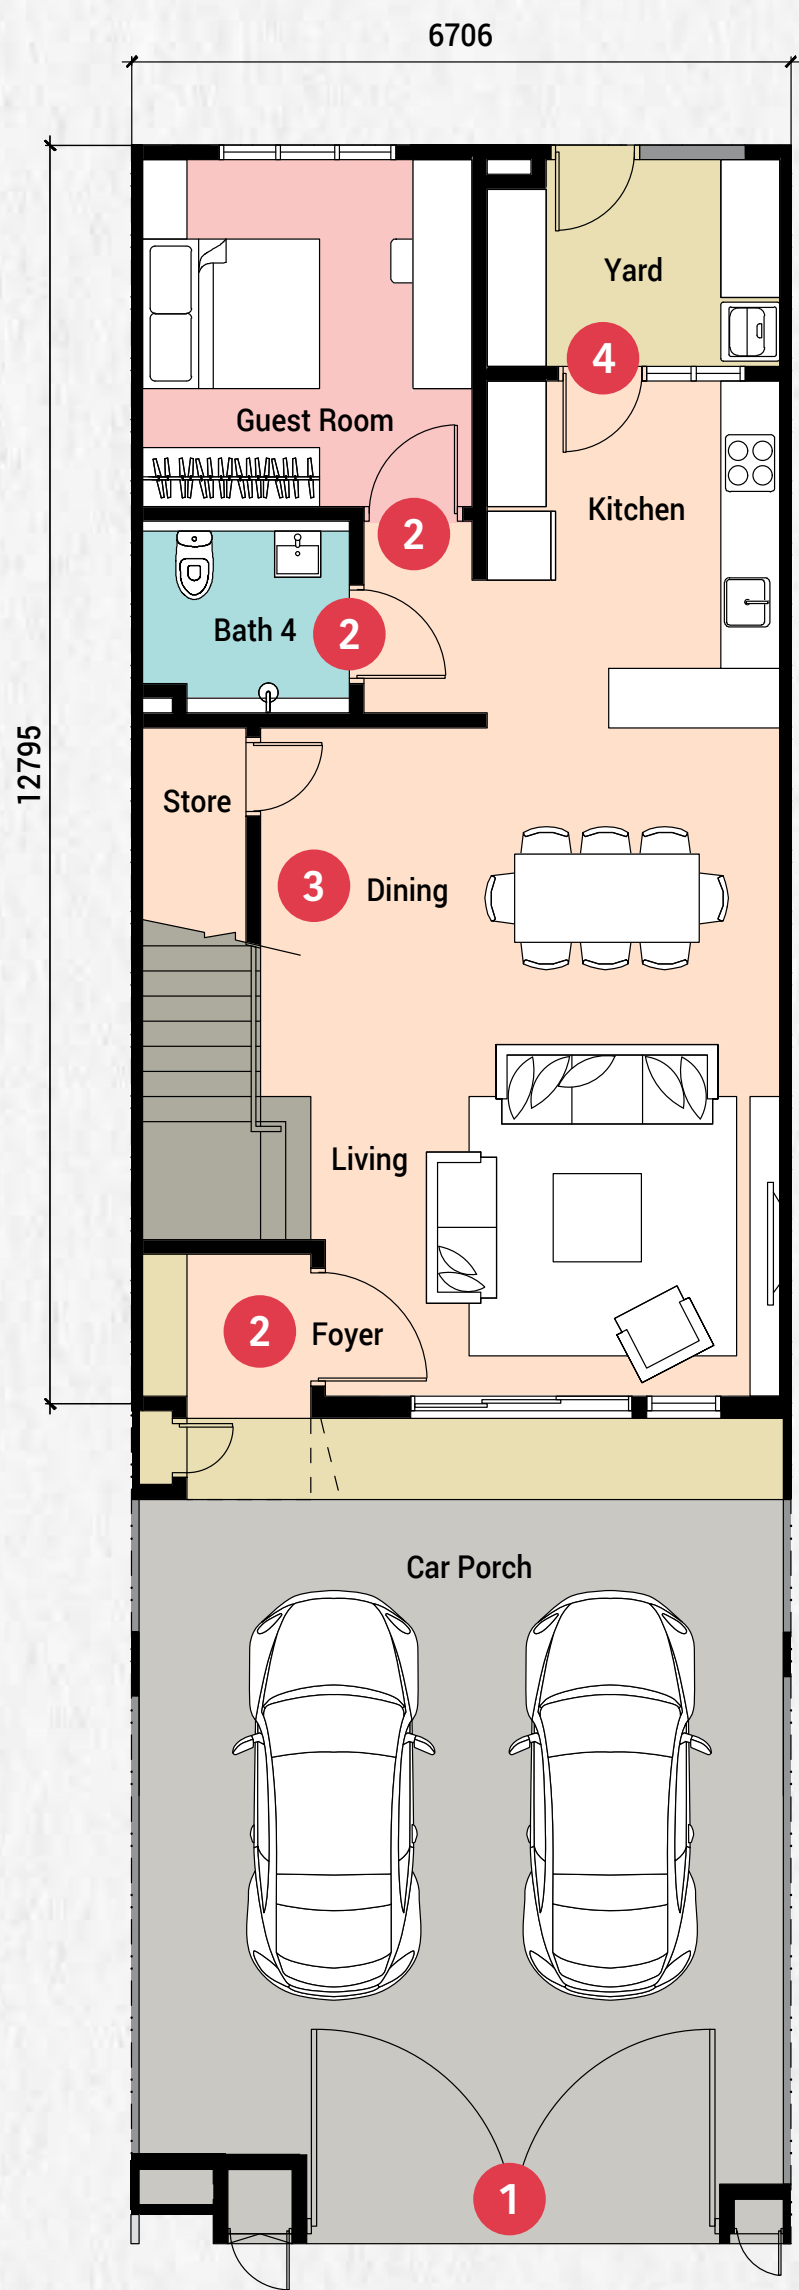 6706
12795
Yard
4
Guest Room
Kitchen
2
Bath 4
2
Store
3
Dining
Living
2
Foyer
Car Porch
1